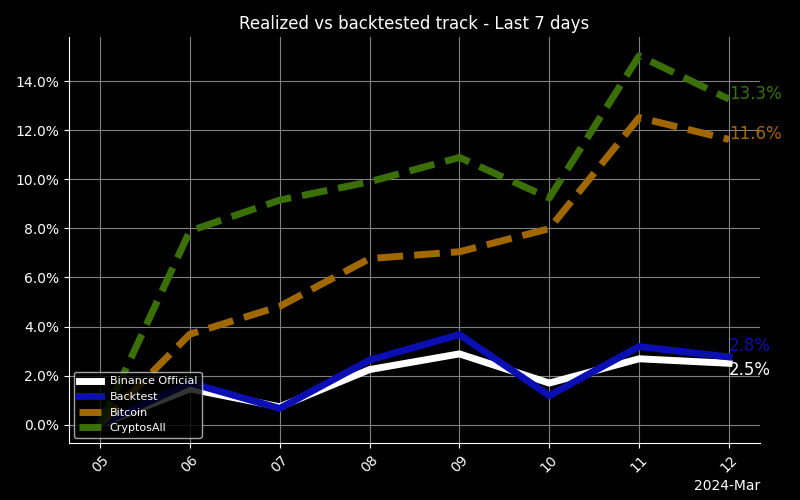 Realized vs backtested track - Last 7 days
14.0%
12.0%
10.0%
8.0%
6.0%
4.0%
2.0%
0.0%
13.3%
11.6%
2.8%
2.5%
Binance Official
Backtest
Bitcoin
CryptosAll
05 06 07 08 09 10 11 12
2024-Mar